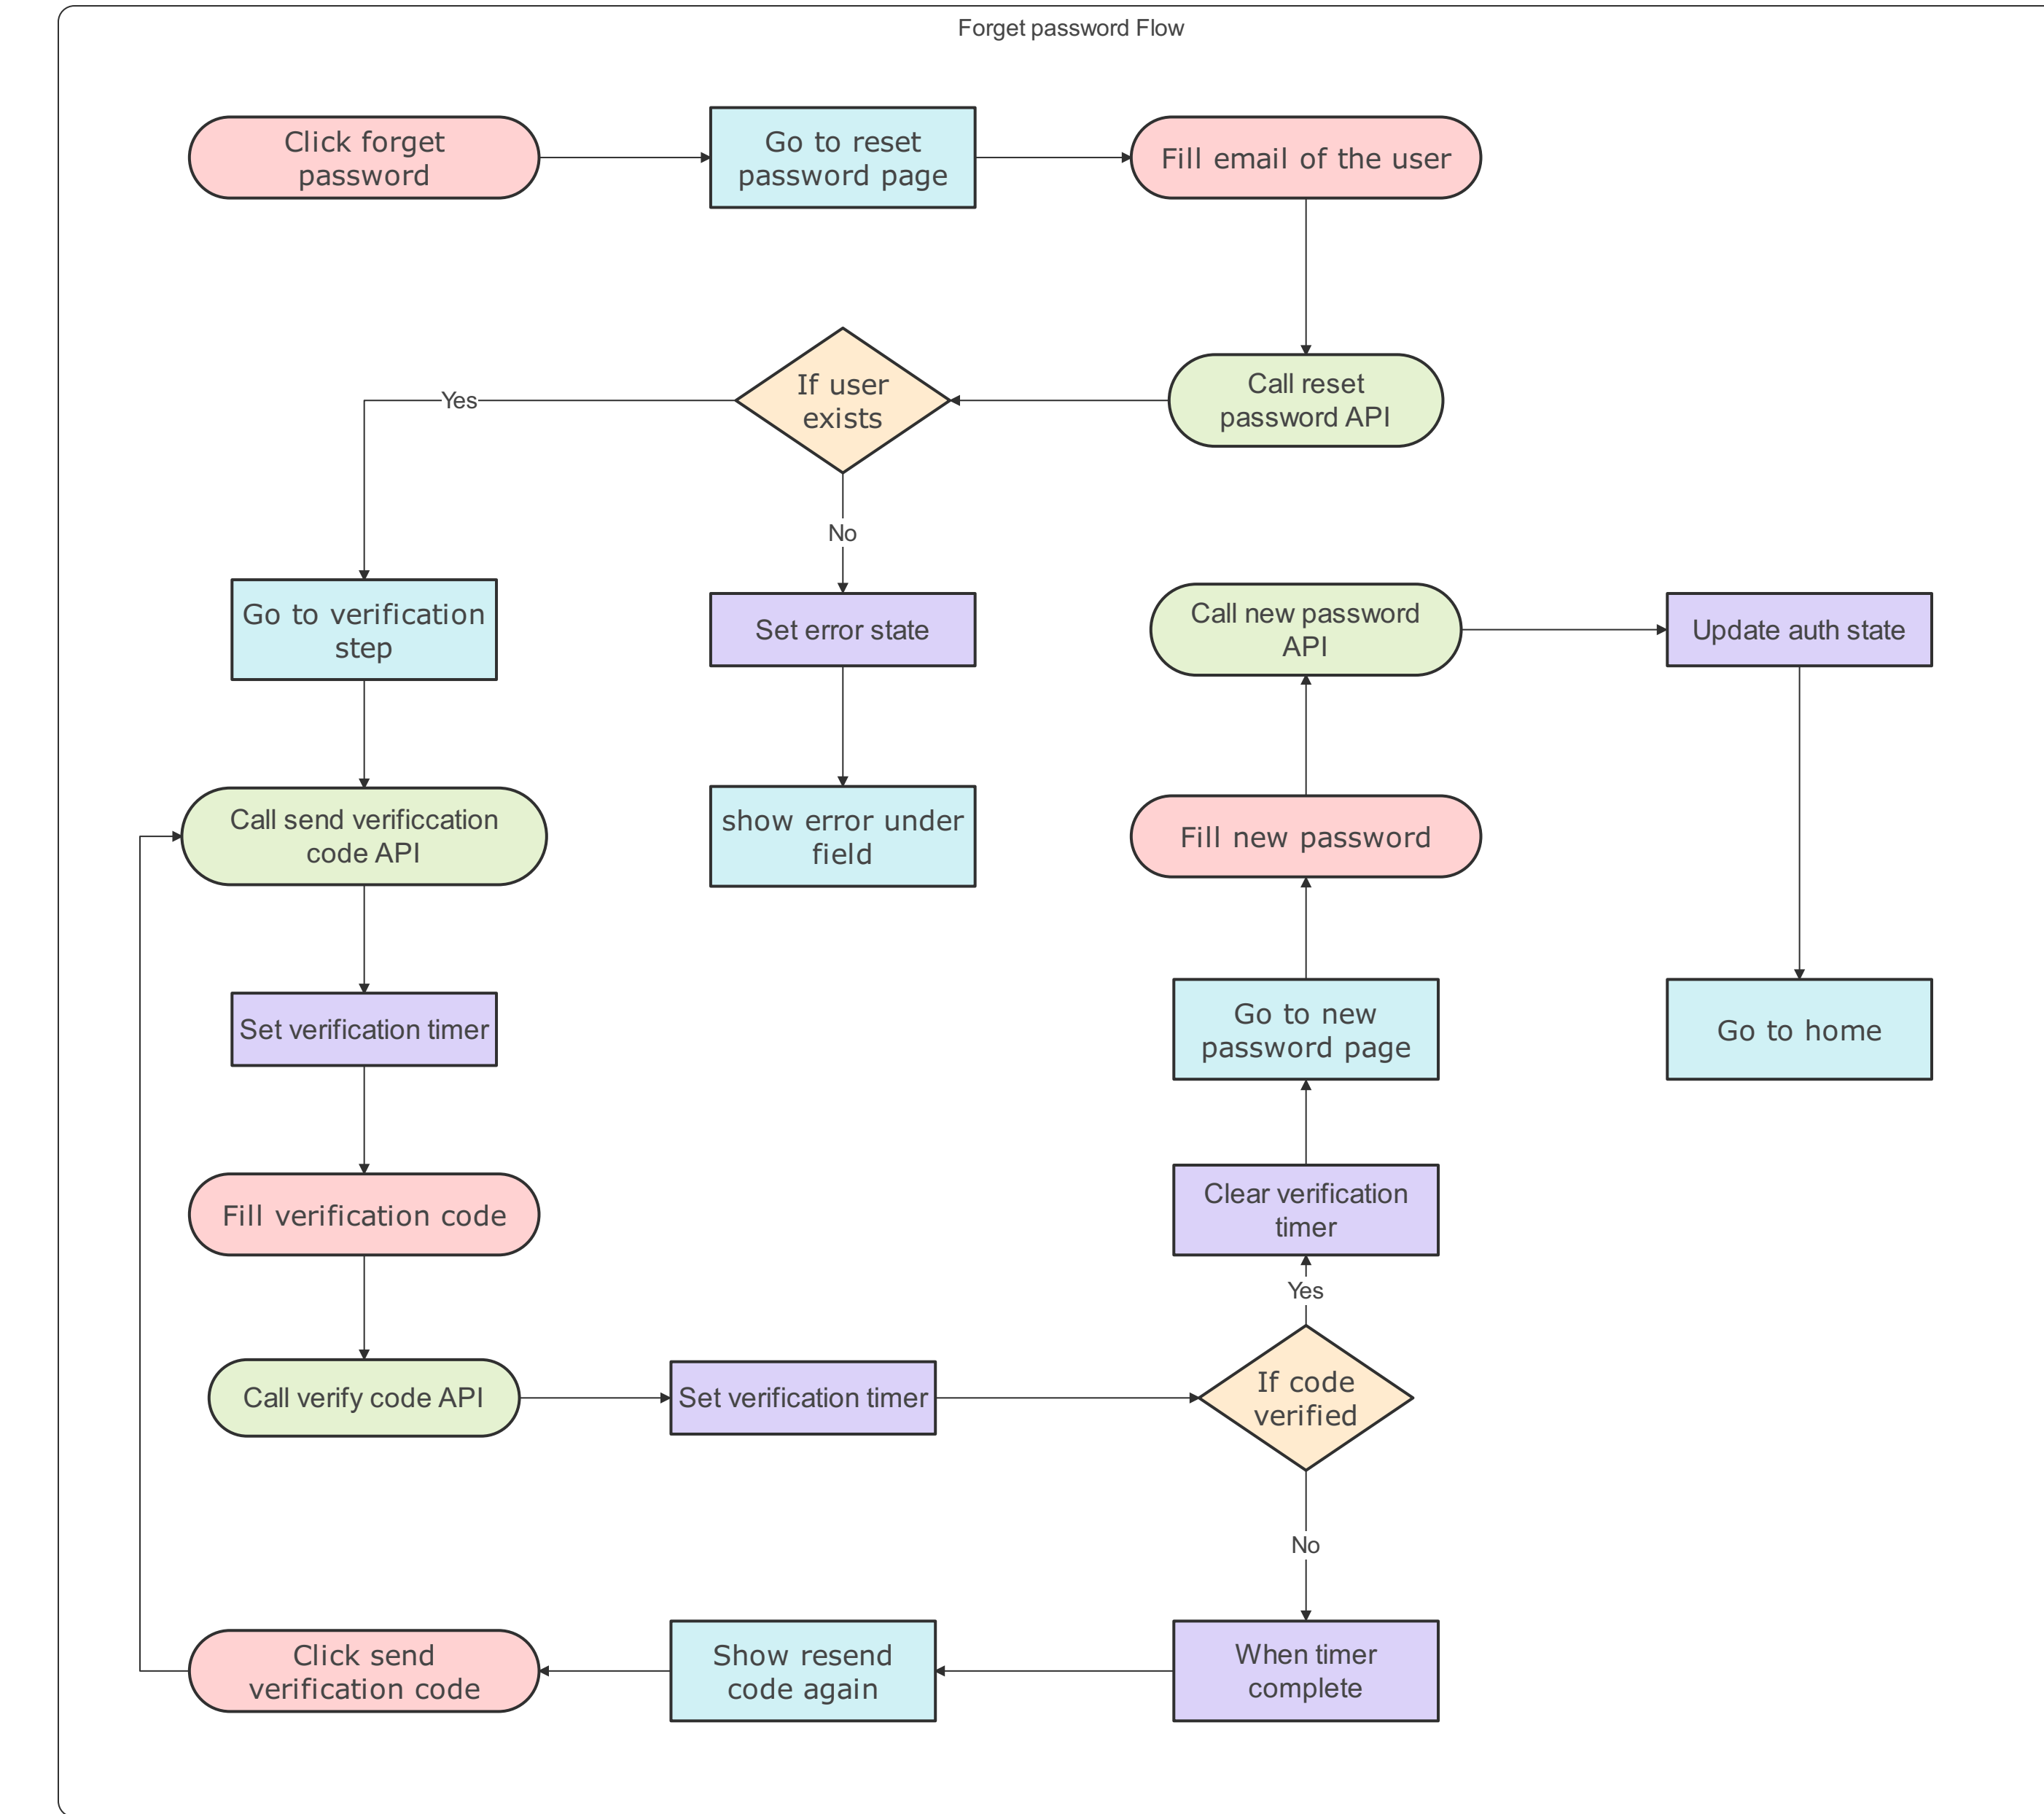 Forget password Flow
Click forget
password
Go to reset
password page
Fill email of the user
If user
exists
Call reset
password API
Yes
No
Go to verification
step
Set error state
Call new password
API
Update auth state
Call send verificcation
code API
show error under
field
Fill new password
Set verification timer
Go to new
password page
Go to home
Fill verification code
Clear verification
timer
Yes
Call verify code API
Set verification timer
If code
verified
No
Click send
verification code
Show resend
code again
When timer
complete